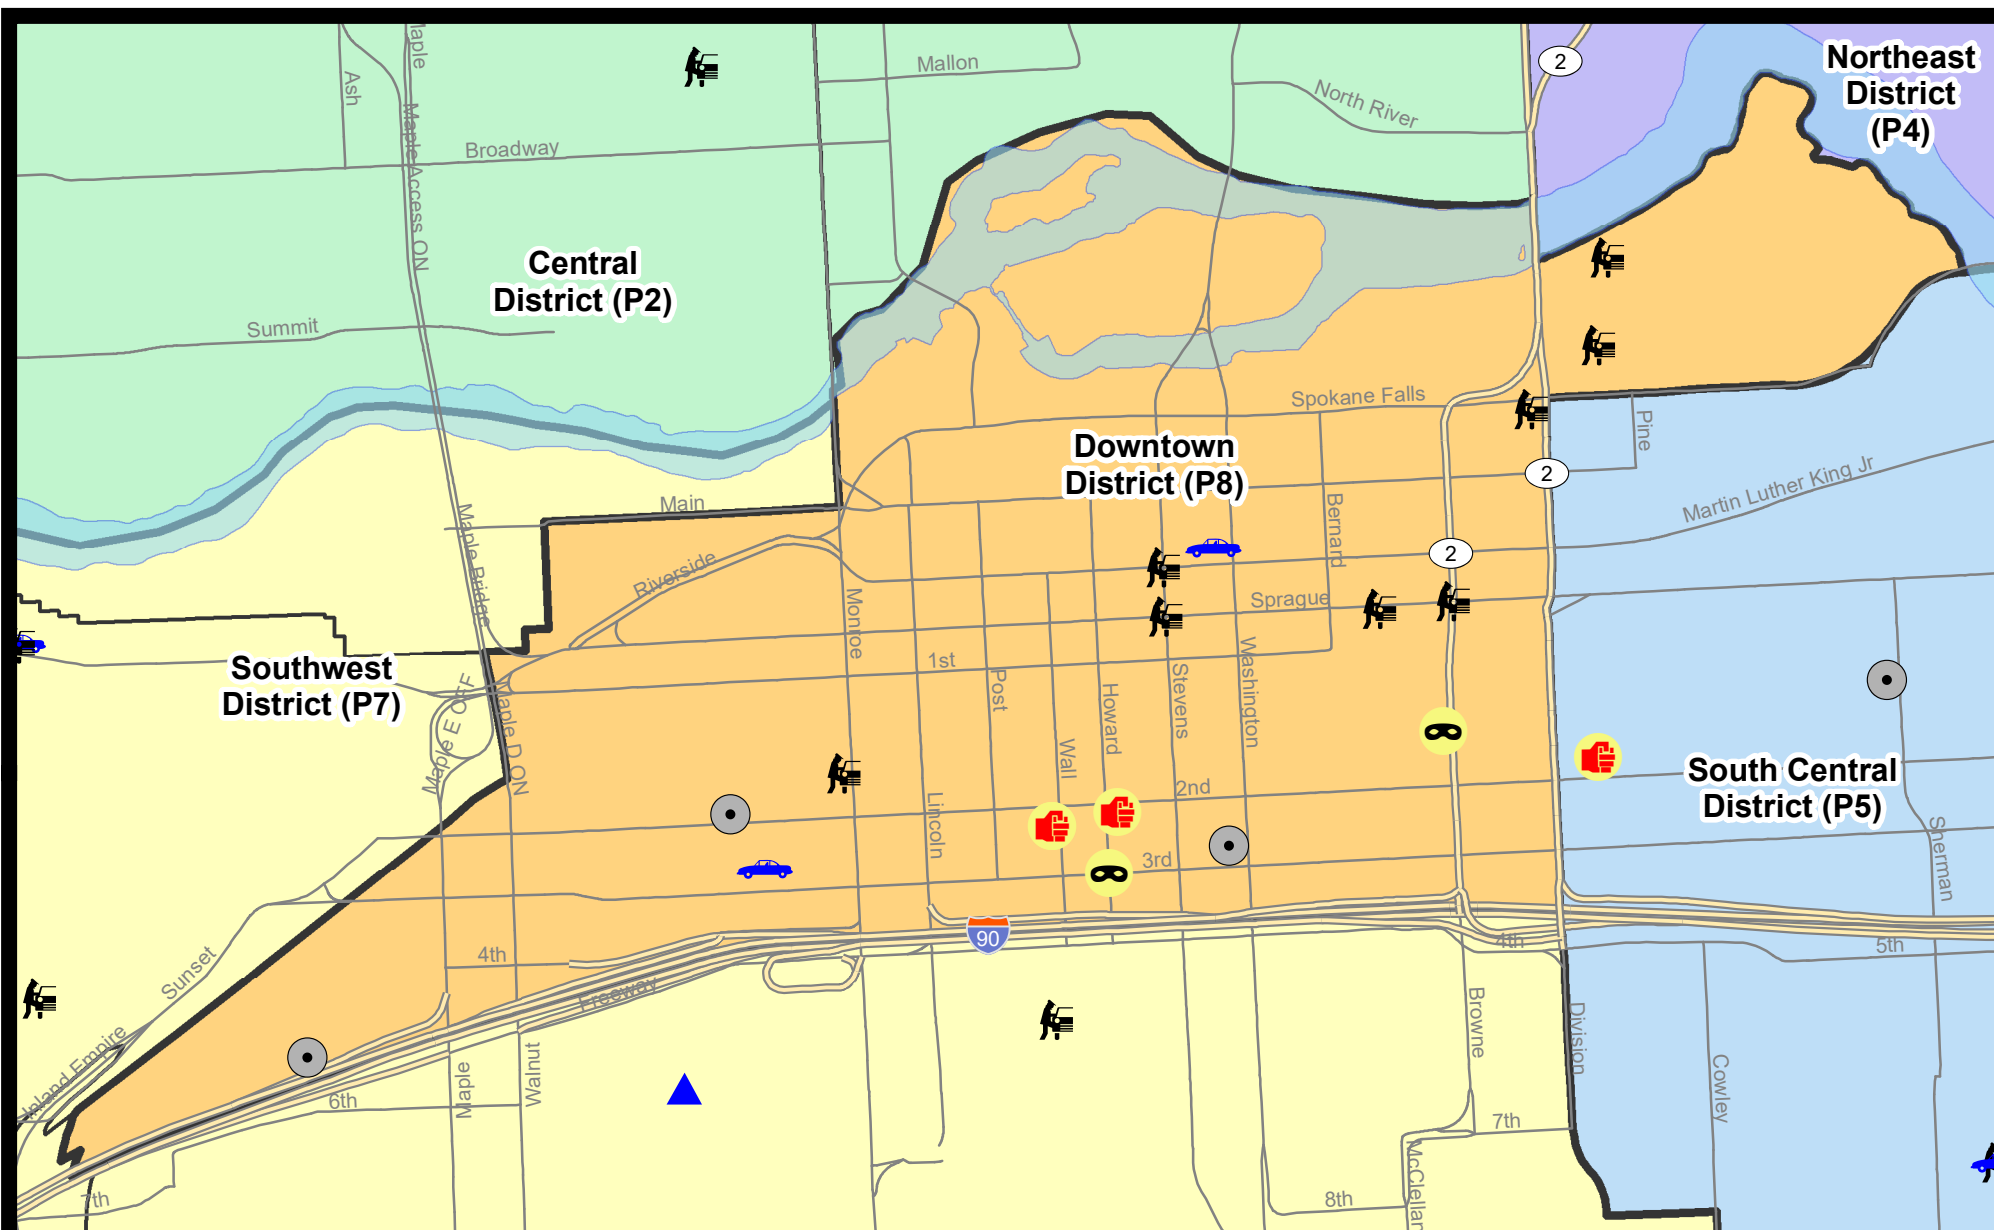 Maple
Ash
Maple Access ON
Mallon
2
North River
Northeast
District
(P4)
Broadway
Central
District (P2)
Summit
Spokane Falls
Pine
Downtown
District (P8)
2
Martin Luther King Jr
Main
Maple Bridge
Bernard
2
Riverside
Monroe
Sprague
1st
Southwest
District (P7)
Maple E OFF
Maple D ON
Post
Howard
Stevens
Washington
Wall
2nd
South Central
District (P5)
Lincoln
3rd
Sherman
90
4th
4th
5th
Sunset
Freeway
Browne
Division
Inland Empire
Maple
Walnut
Cowley
6th
7th
McClellan
7th
8th